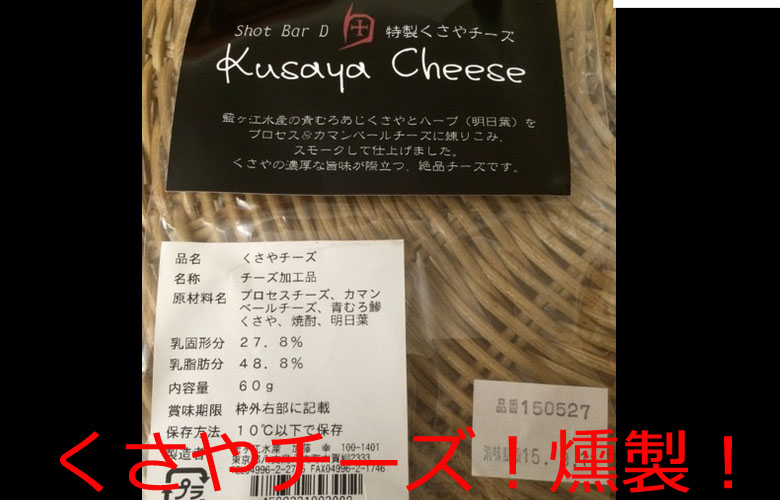 Shot Bar D 特製くさやチーズ
Kusaya Cheese
藍ヶ江水産の青むろあじくさやとハーブ（明日葉）を
プロセス＆カマンベールチーズに練りこみ、
スモークして仕上げました。
くさやの濃厚な旨味が際立つ、絶品チーズです。
品名 くさやチーズ
名称 チーズ加工品
原材料名 プロセスチーズ、カマン
ベールチーズ、青むろ鯵
くさや、焼酎、明日葉
乳固形分 27．8％
乳脂肪分 48．8％
内容量 60g
賞味期限 枠外右部に記載
保存方法 10℃以下で保存
製造者
100-1401
プラ
品番150527
くさやチーズ！燻製！